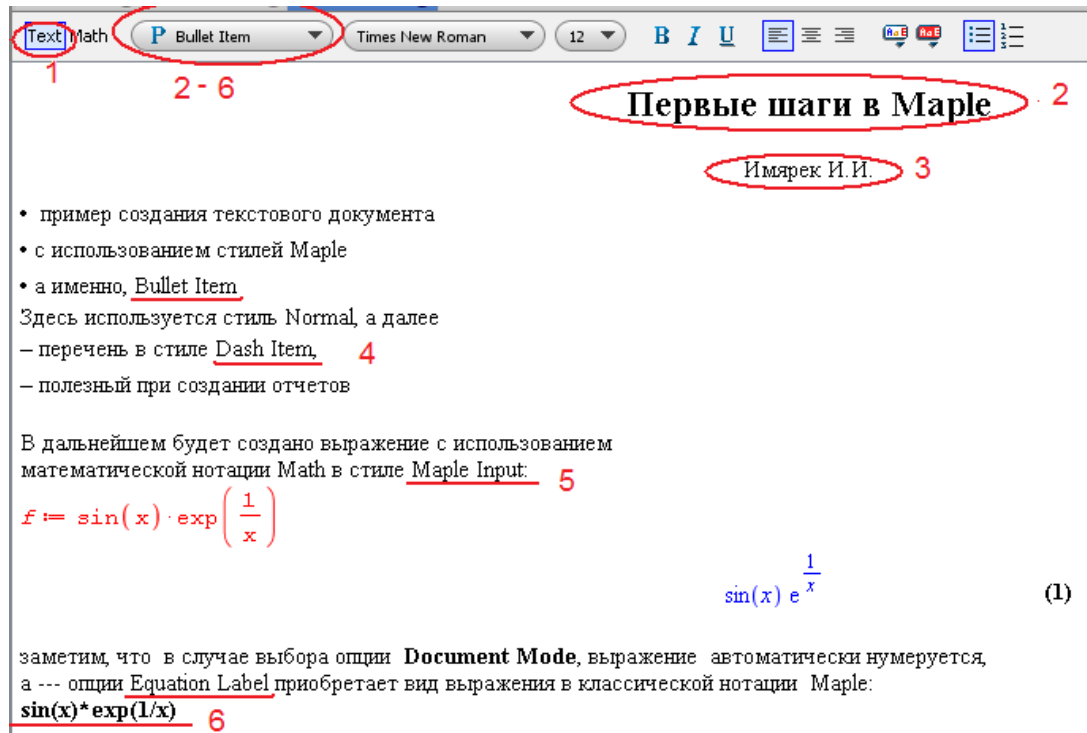 Text Math P Bullet Item Times New Roman 12 B I U
1
2 - 6
Первые шаги в Maple 2
Имярек И.И. 3
• пример создания текстового документа
• с использованием стилей Maple
• а именно, Bullet Item
Здесь используется стиль Normal, а далее
– перечень в стиле Dash Item, 4
– полезный при создании отчетов
В дальнейшем будет создано выражение с использованием
математической нотации Math в стиле Maple Input: 5
f := sin(x)·exp(1/x)
sin(x) e^(1/x) (1)
заметим, что в случае выбора опции Document Mode, выражение автоматически нумеруется,
а --- опции Equation Label приобретает вид выражения в классической нотации Maple:
sin(x)*exp(1/x) 6